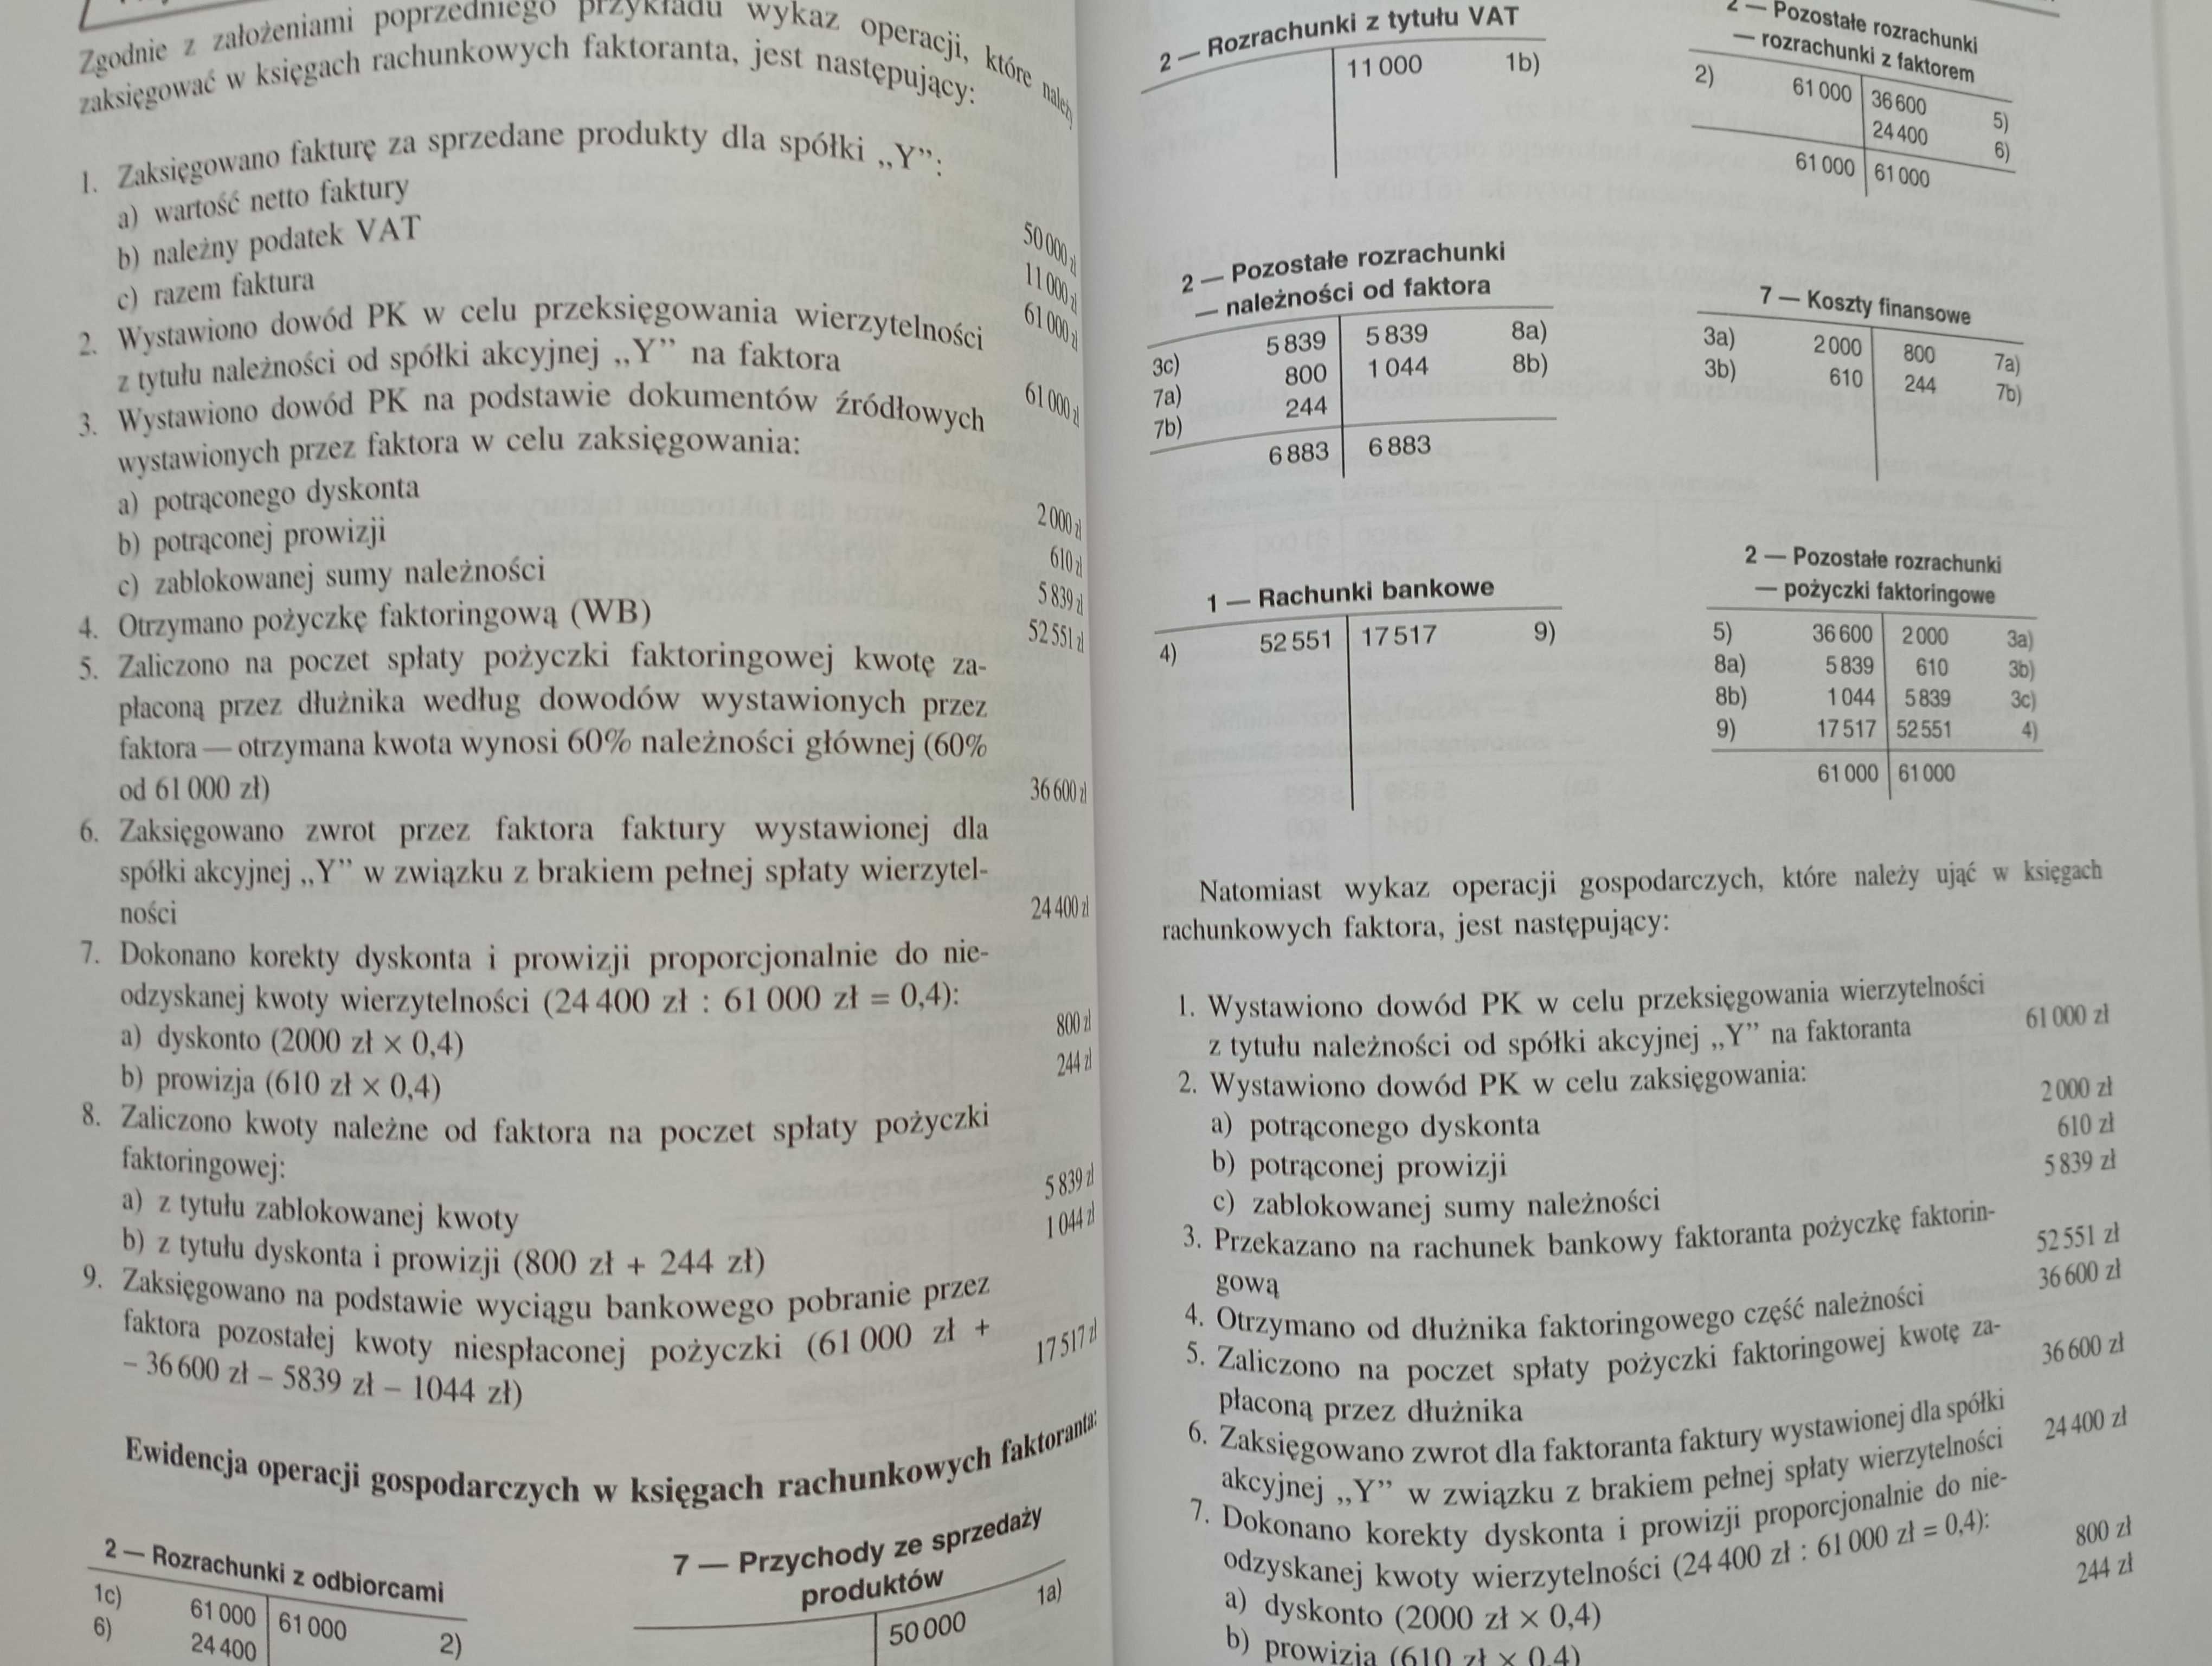 Zgodnie z założeniami poprzedniego przykładu wykaz operacji, które należy
zaksięgować w księgach rachunkowych faktoranta, jest następujący:
1. Zaksięgowano fakturę za sprzedane produkty dla spółki „Y”:
a) wartość netto faktury 50 000 zł
b) należny podatek VAT 11 000 zł
c) razem faktura 61 000 zł
2. Wystawiono dowód PK w celu przeksięgowania wierzytelności
z tytułu należności od spółki akcyjnej „Y” na faktora 61 000 zł
3. Wystawiono dowód PK na podstawie dokumentów źródłowych
wystawionych przez faktora w celu zaksięgowania:
a) potrąconego dyskonta 2 000 zł
b) potrąconej prowizji 610 zł
c) zablokowanej sumy należności 5 839 zł
4. Otrzymano pożyczkę faktoringową (WB) 52 551 zł
5. Zaliczono na poczet spłaty pożyczki faktoringowej kwotę za-
płaconą przez dłużnika według dowodów wystawionych przez
faktora — otrzymana kwota wynosi 60% należności głównej (60%
od 61 000 zł) 36 600 zł
6. Zaksięgowano zwrot przez faktora faktury wystawionej dla
spółki akcyjnej „Y” w związku z brakiem pełnej spłaty wierzytel-
ności 24 400 zł
7. Dokonano korekty dyskonta i prowizji proporcjonalnie do nie-
odzyskanej kwoty wierzytelności (24 400 zł : 61 000 zł = 0,4):
a) dyskonto (2000 zł × 0,4) 800 zł
b) prowizja (610 zł × 0,4) 244 zł
8. Zaliczono kwoty należne od faktora na poczet spłaty pożyczki
faktoringowej:
a) z tytułu zablokowanej kwoty 5 839 zł
b) z tytułu dyskonta i prowizji (800 zł + 244 zł) 1 044 zł
9. Zaksięgowano na podstawie wyciągu bankowego pobranie przez
faktora pozostałej kwoty niespłaconej pożyczki (61 000 zł +
– 36 600 zł – 5839 zł – 1044 zł) 17 517 zł
Ewidencja operacji gospodarczych w księgach rachunkowych faktoranta:
2 — Rozrachunki z odbiorcami
1c) 61 000 61 000 2)
6) 24 400
7 — Przychody ze sprzedaży
produktów
50 000 1a)
2 — Rozrachunki z tytułu VAT
11 000 1b)
2 — Pozostałe rozrachunki
— rozrachunki z faktorem
2) 61 000 36 600 5)
24 400 6)
61 000 61 000
2 — Pozostałe rozrachunki
— należności od faktora
3c) 5 839 5 839 8a)
7a) 800 1 044 8b)
7b) 244
6 883 6 883
7 — Koszty finansowe
3a) 2 000 800 7a)
3b) 610 244 7b)
1 — Rachunki bankowe
4) 52 551 17 517 9)
2 — Pozostałe rozrachunki
— pożyczki faktoringowe
5) 36 600 2 000 3a)
8a) 5 839 610 3b)
8b) 1 044 5 839 3c)
9) 17 517 52 551 4)
61 000 61 000
Natomiast wykaz operacji gospodarczych, które należy ująć w księgach
rachunkowych faktora, jest następujący:
1. Wystawiono dowód PK w celu przeksięgowania wierzytelności
z tytułu należności od spółki akcyjnej „Y” na faktoranta 61 000 zł
2. Wystawiono dowód PK w celu zaksięgowania:
a) potrąconego dyskonta 2 000 zł
b) potrąconej prowizji 610 zł
c) zablokowanej sumy należności 5 839 zł
3. Przekazano na rachunek bankowy faktoranta pożyczkę faktorin-
gową 52 551 zł
4. Otrzymano od dłużnika faktoringowego część należności 36 600 zł
5. Zaliczono na poczet spłaty pożyczki faktoringowej kwotę za-
płaconą przez dłużnika 36 600 zł
6. Zaksięgowano zwrot dla faktoranta faktury wystawionej dla spółki
akcyjnej „Y” w związku z brakiem pełnej spłaty wierzytelności 24 400 zł
7. Dokonano korekty dyskonta i prowizji proporcjonalnie do nie-
odzyskanej kwoty wierzytelności (24 400 zł : 61 000 zł = 0,4):
a) dyskonto (2000 zł × 0,4) 800 zł
b) prowizja (610 zł × 0,4) 244 zł